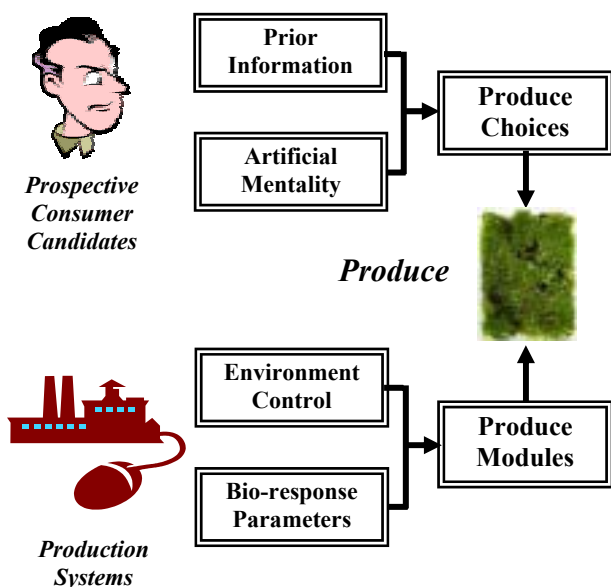 Prior
Information
Produce
Choices
Artificial
Mentality
Prospective
Consumer
Candidates
Produce
Environment
Control
Produce
Modules
Bio-response
Parameters
Production
Systems